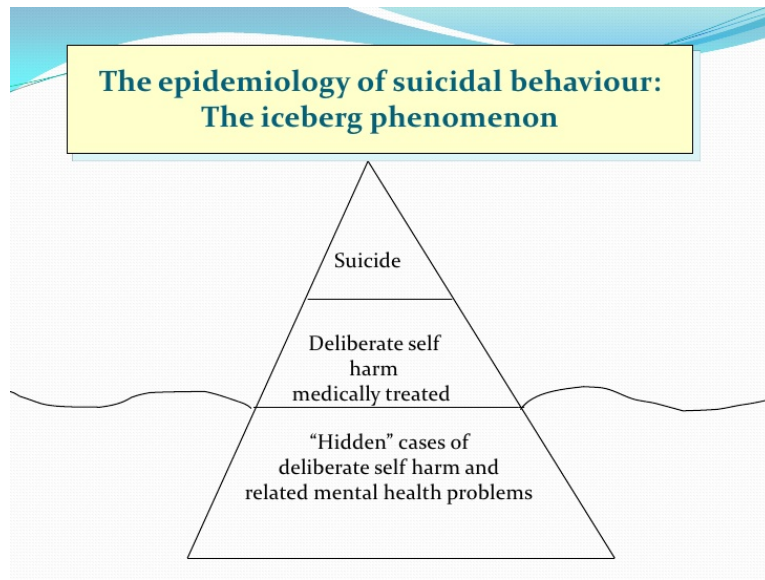 The epidemiology of suicidal behaviour:
The iceberg phenomenon
Suicide
Deliberate self
harm
medically treated
“Hidden” cases of
deliberate self harm and
related mental health problems